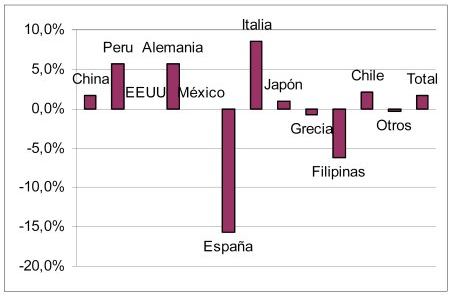 10,0%
5,0%
0,0%
-5,0%
-10,0%
-15,0%
-20,0%
China
Peru
EEUU
Alemania
México
España
Italia
Japón
Grecia
Filipinas
Chile
Otros
Total